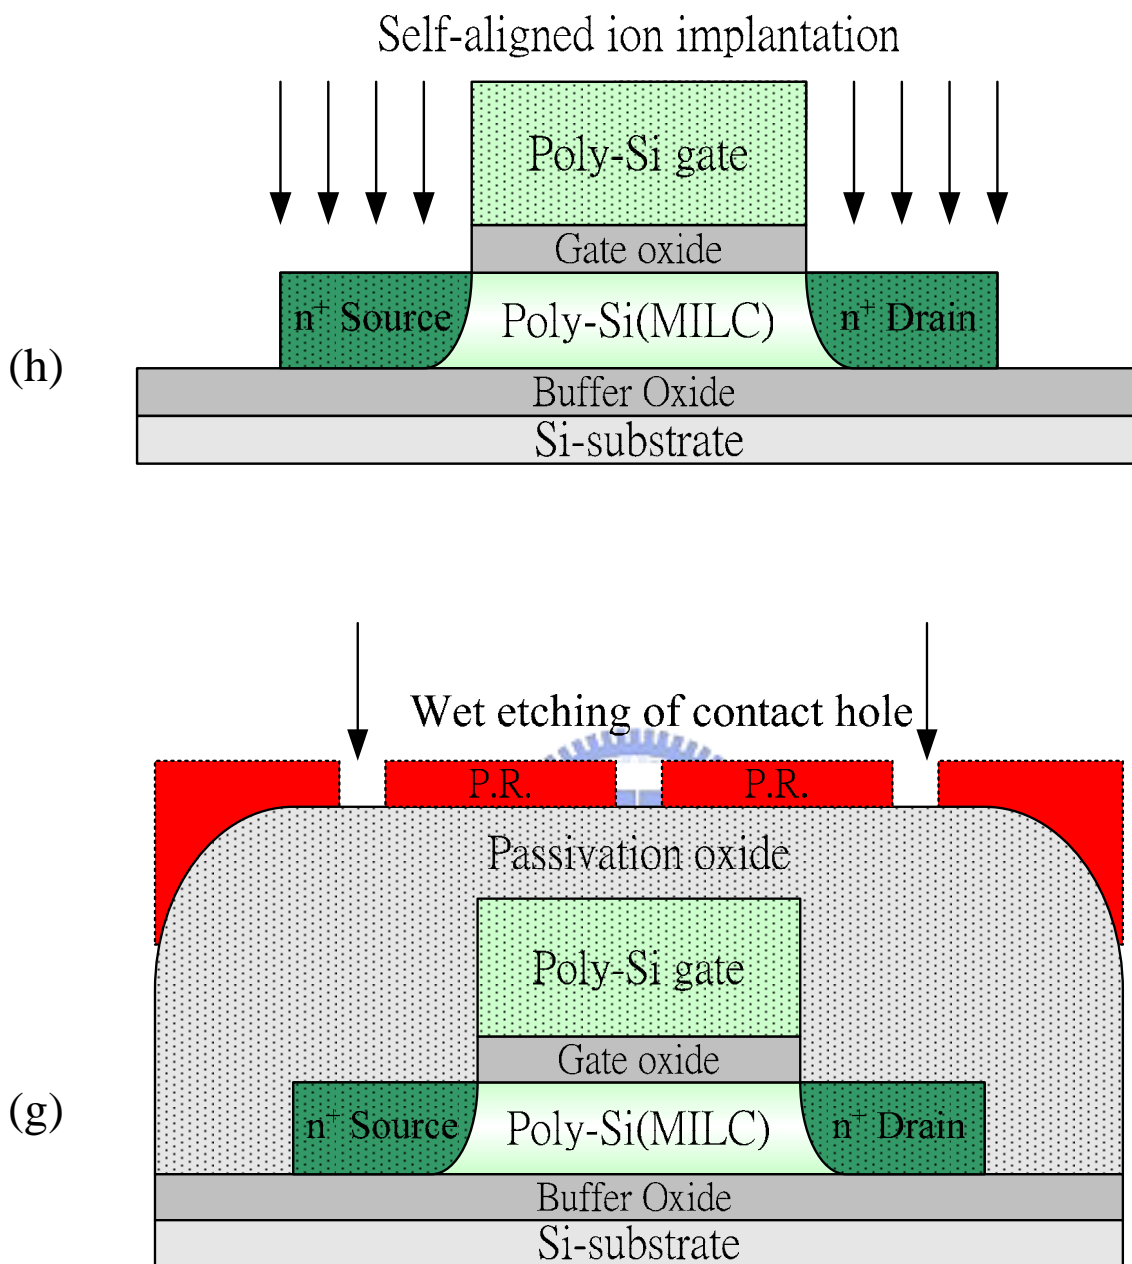 Self-aligned ion implantation
Poly-Si gate
Gate oxide
n⁺ Source Poly-Si(MILC) n⁺ Drain
(h)
Buffer Oxide
Si-substrate
Wet etching of contact hole
P.R. P.R.
Passivation oxide
Poly-Si gate
Gate oxide
(g)
n⁺ Source Poly-Si(MILC) n⁺ Drain
Buffer Oxide
Si-substrate